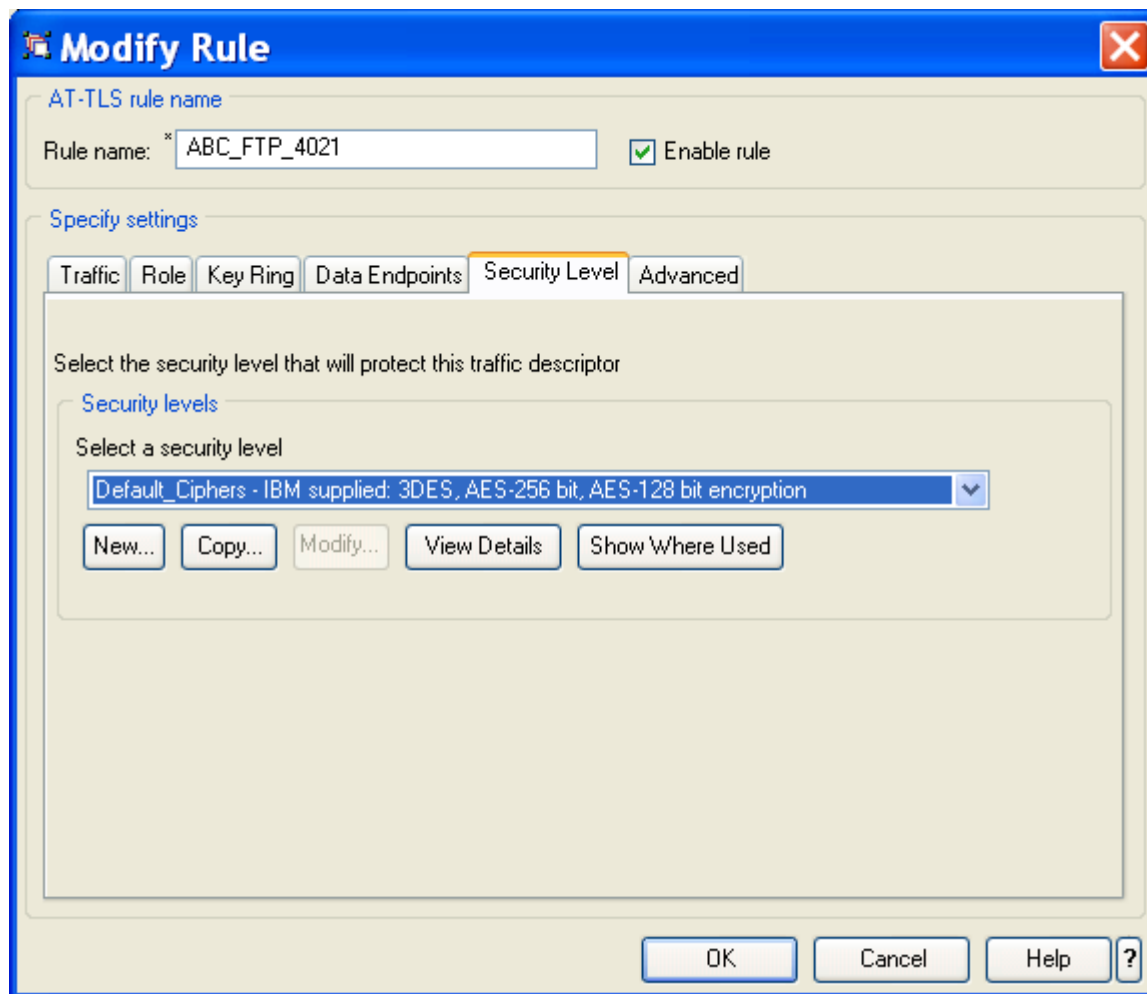 Modify Rule
AT-TLS rule name
Rule name: * ABC_FTP_4021 Enable rule
Specify settings
Traffic Role Key Ring Data Endpoints Security Level Advanced
Select the security level that will protect this traffic descriptor
Security levels
Select a security level
Default_Ciphers - IBM supplied: 3DES, AES-256 bit, AES-128 bit encryption
New... Copy... Modify... View Details Show Where Used
OK Cancel Help ?